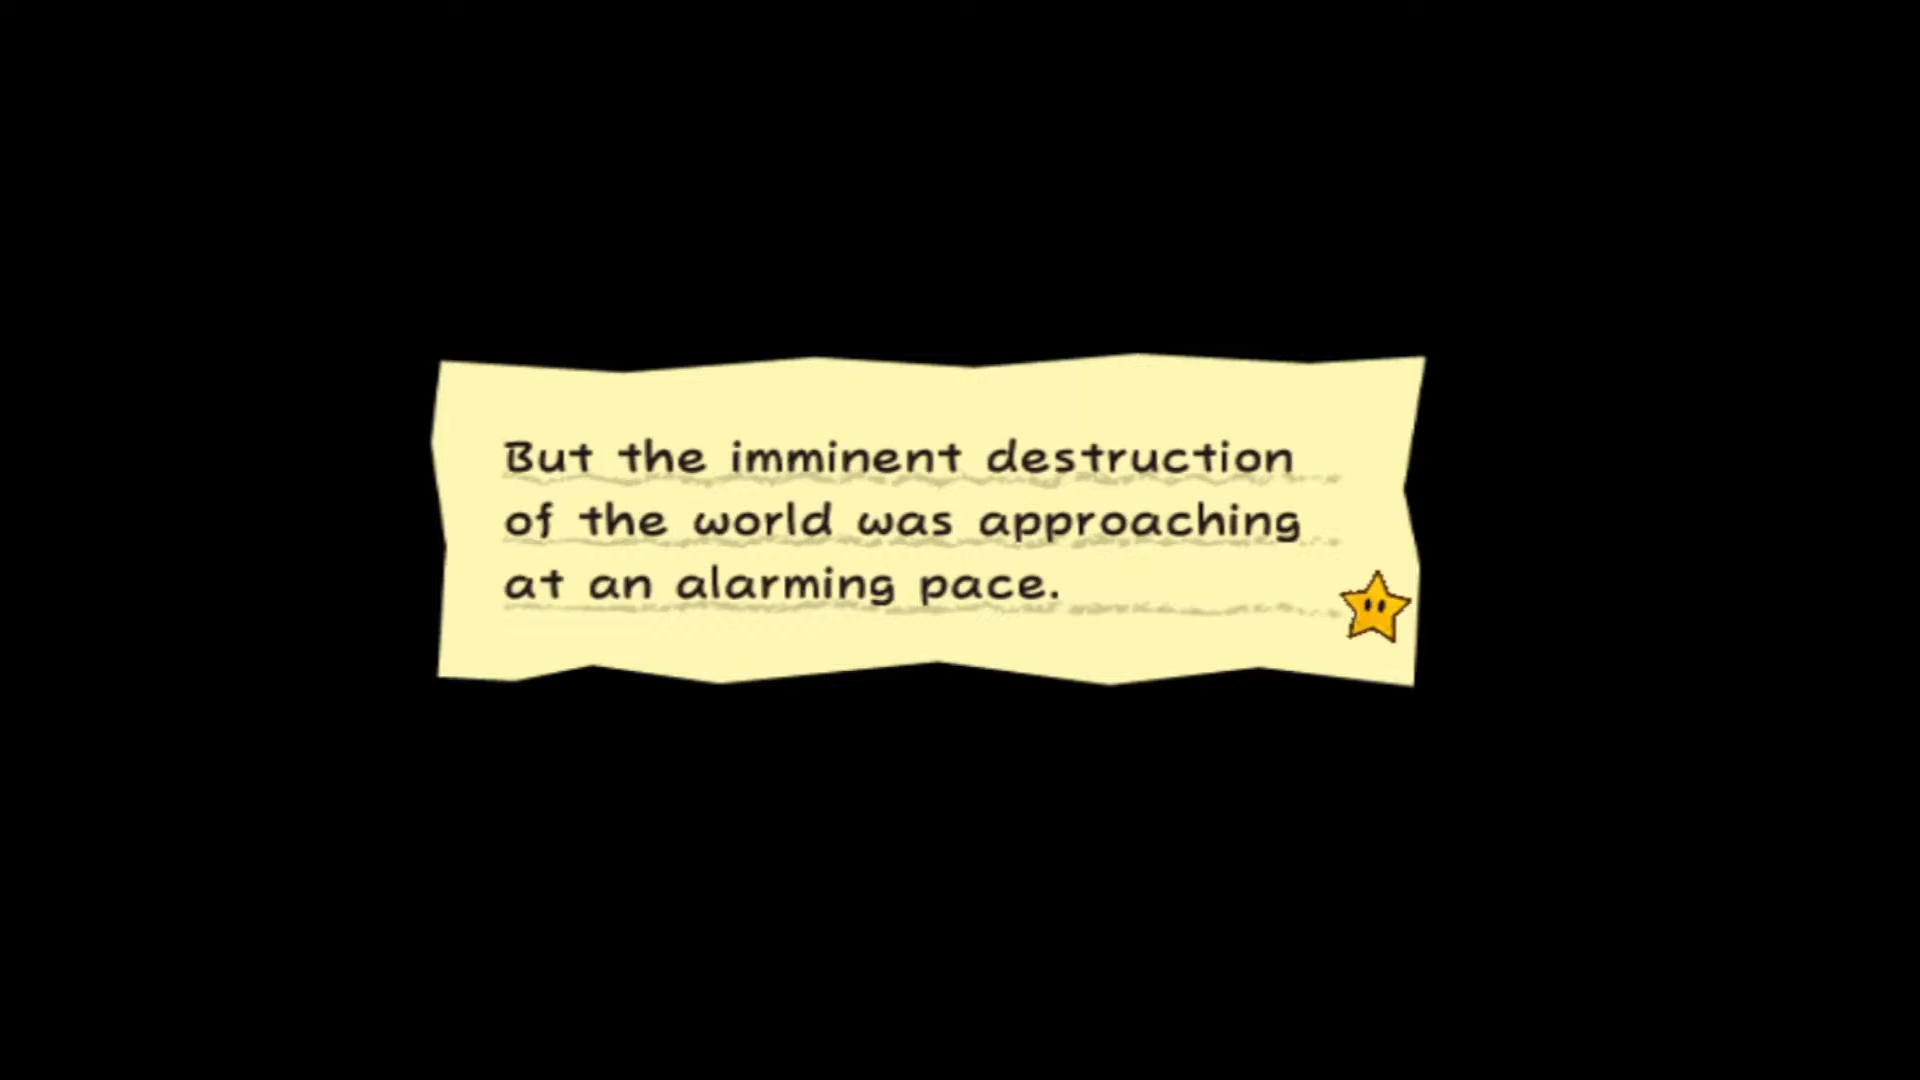 But the imminent destruction
of the world was approaching
at an alarming pace.